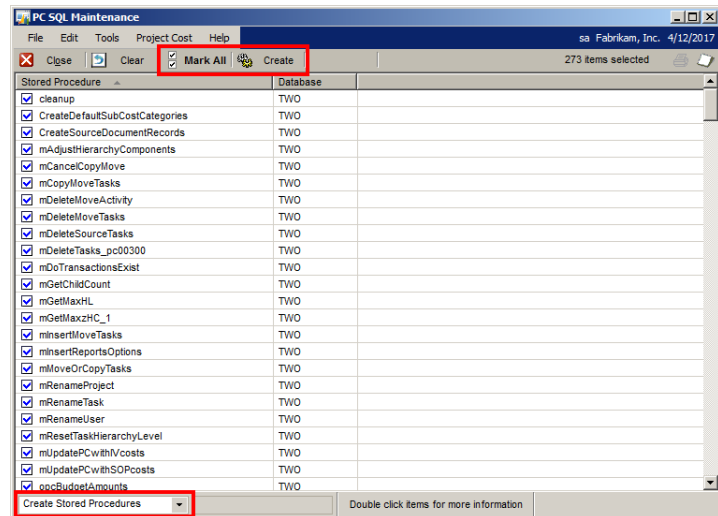 PC SQL Maintenance
File Edit Tools Project Cost Help sa Fabrikam, Inc. 4/12/2017
Close Clear Mark All Create 273 items selected
Stored Procedure Database
cleanup TWO
CreateDefaultSubCostCategories TWO
CreateSourceDocumentRecords TWO
mAdjustHierarchyComponents TWO
mCancelCopyMove TWO
mCopyMoveTasks TWO
mDeleteMoveActivity TWO
mDeleteMoveTasks TWO
mDeleteSourceTasks TWO
mDeleteTasks_pc00300 TWO
mDoTransactionsExist TWO
mGetChildCount TWO
mGetMaxHL TWO
mGetMaxzHC_1 TWO
mInsertMoveTasks TWO
mInsertReportsOptions TWO
mMoveOrCopyTasks TWO
mRenameProject TWO
mRenameTask TWO
mRenameUser TWO
mResetTaskHierarchyLevel TWO
mUpdatePCwithIVcosts TWO
mUpdatePCwithSOPcosts TWO
opcBudgetAmounts TWO
Create Stored Procedures Double click items for more information